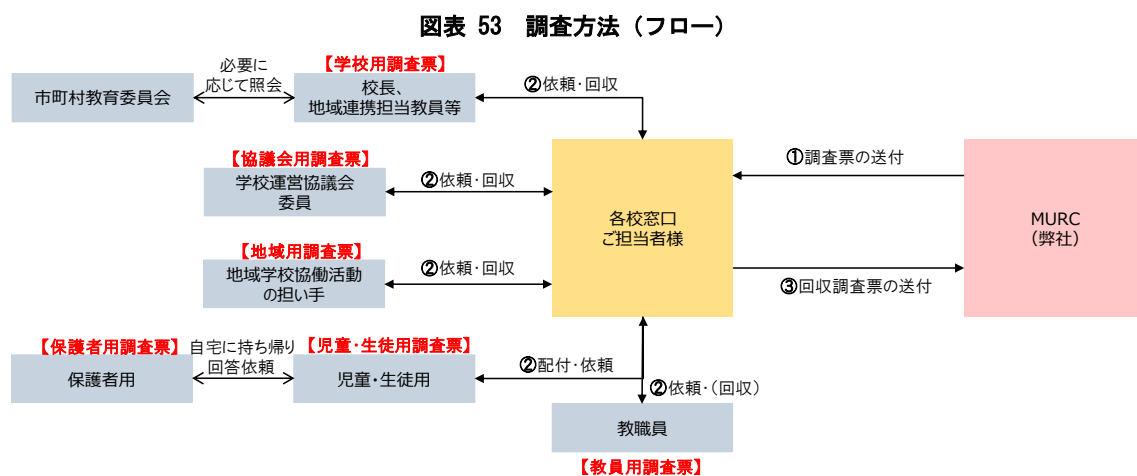 図表 53 調査方法（フロー）
市町村教育委員会
必要に
応じて照会
【学校用調査票】
校長、
地域連携担当教員等
②依頼・回収
【協議会用調査票】
学校運営協議会
委員
②依頼・回収
【地域用調査票】
地域学校協働活動
の担い手
②依頼・回収
各校窓口
ご担当者様
①調査票の送付
③回収調査票の送付
MURC
（弊社）
【保護者用調査票】
保護者用
自宅に持ち帰り
回答依頼
【児童・生徒用調査票】
児童・生徒用
②配付・依頼
②依頼・（回収）
教職員
【教員用調査票】